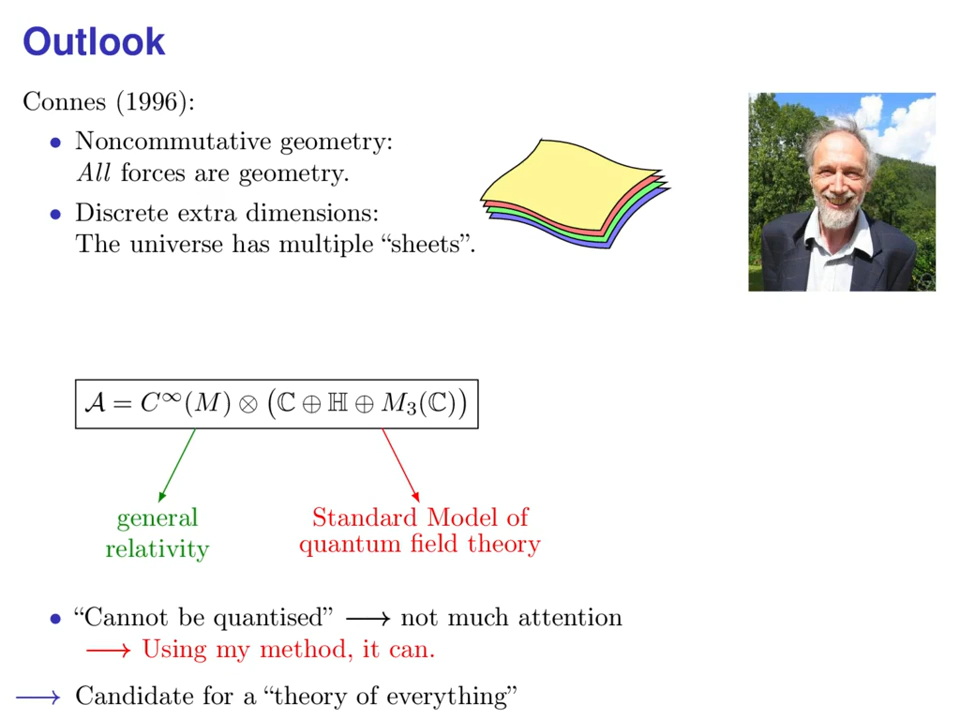 Outlook
Connes (1996):
• Noncommutative geometry:
All forces are geometry.
• Discrete extra dimensions:
The universe has multiple “sheets”.
𝒜 = C^∞(M) ⊗ (ℂ ⊕ ℍ ⊕ M₃(ℂ))
general
relativity
Standard Model of
quantum field theory
• “Cannot be quantised” ⟶ not much attention
⟶ Using my method, it can.
⟶ Candidate for a “theory of everything”